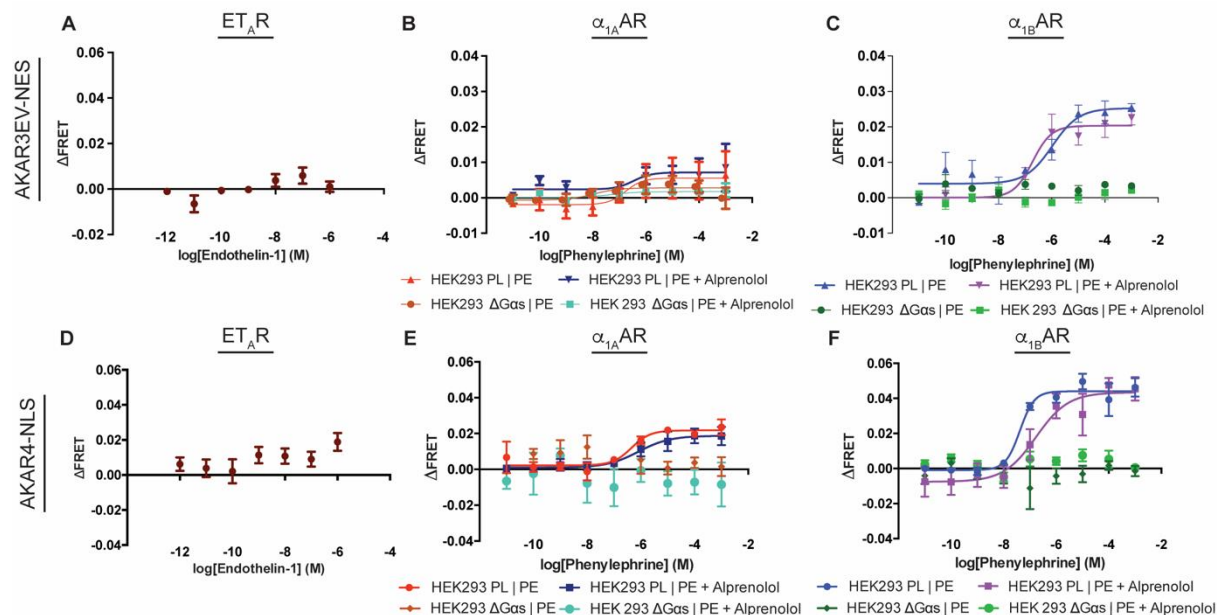 A
ET_AR
B
α_1AAR
C
α_1BAR
AKAR3EV-NES
ΔFRET
0.06
0.04
0.02
0.00
-0.02
-12 -10 -8 -6 -4
log[Endothelin-1] (M)
ΔFRET
0.04
0.03
0.02
0.01
0.00
-0.01
-10 -8 -6 -4 -2
log[Phenylephrine] (M)
HEK293 PL | PE
HEK293 PL | PE + Alprenolol
HEK293 ΔGαs | PE
HEK 293 ΔGαs | PE + Alprenolol
ΔFRET
0.04
0.03
0.02
0.01
0.00
-0.01
-10 -8 -6 -4 -2
log[Phenylephrine] (M)
HEK293 PL | PE
HEK293 PL | PE + Alprenolol
HEK293 ΔGαs | PE
HEK 293 ΔGαs | PE + Alprenolol
D
ET_AR
E
α_1AAR
F
α_1BAR
AKAR4-NLS
ΔFRET
0.06
0.04
0.02
0.00
-0.02
-0.04
-12 -10 -8 -6 -4
log[Endothelin-1] (M)
ΔFRET
0.06
0.04
0.02
0.00
-0.02
-0.04
-10 -8 -6 -4 -2
log[Phenylephrine] (M)
HEK293 PL | PE
HEK293 PL | PE + Alprenolol
HEK293 ΔGαs | PE
HEK 293 ΔGαs | PE + Alprenolol
ΔFRET
0.06
0.04
0.02
0.00
-0.02
-0.04
-10 -8 -6 -4 -2
log[Phenylephrine] (M)
HEK293 PL | PE
HEK293 PL | PE + Alprenolol
HEK293 ΔGαs | PE
HEK 293 ΔGαs | PE + Alprenolol